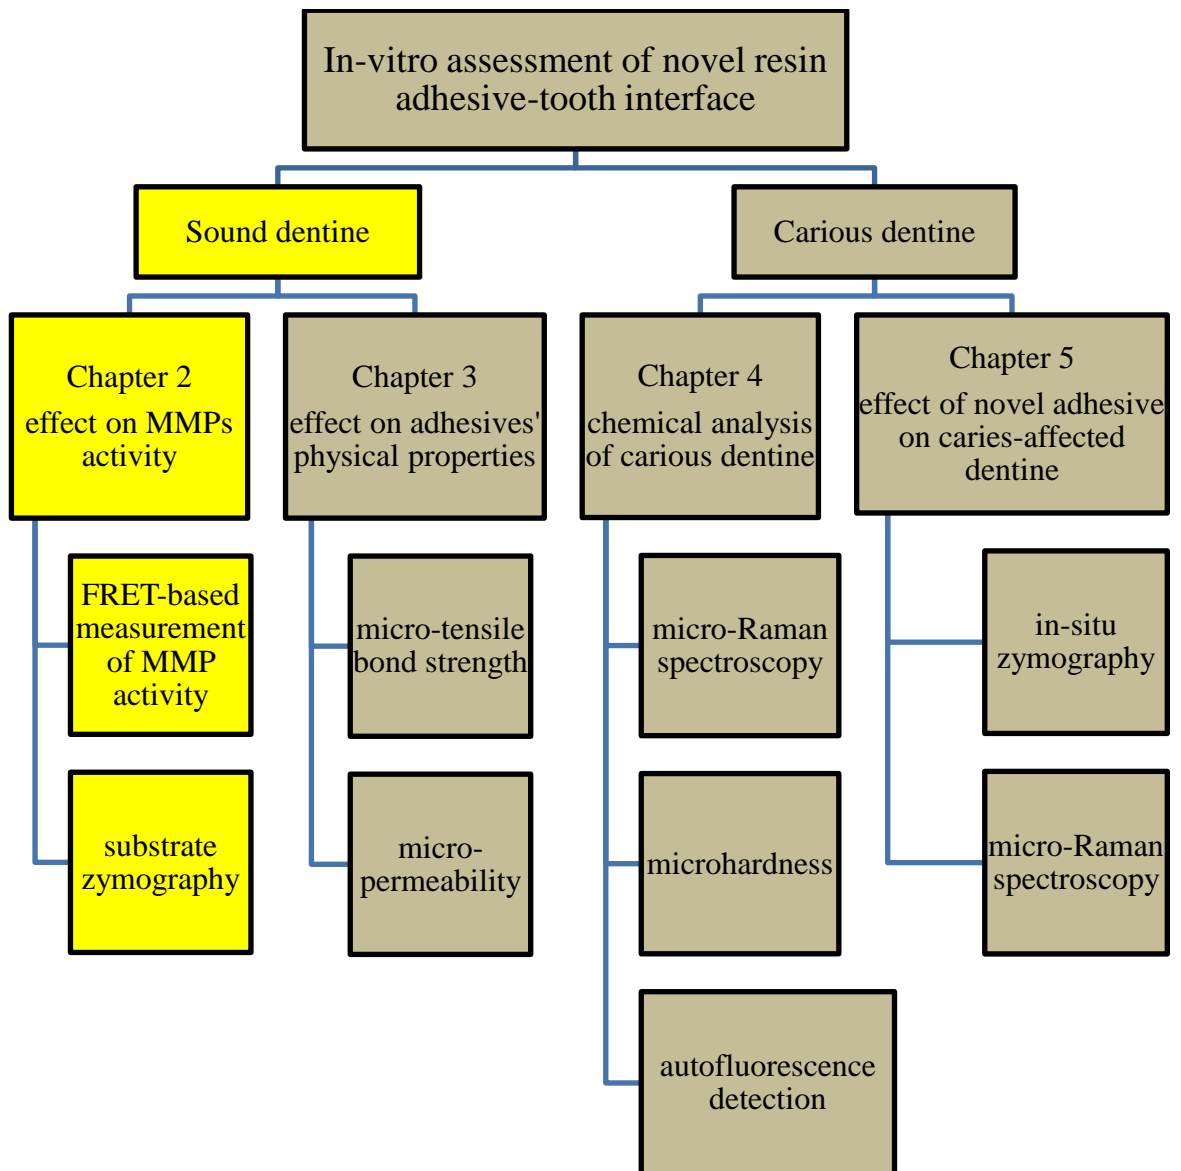 In-vitro assessment of novel resin
adhesive-tooth interface
Sound dentine
Carious dentine
Chapter 2
effect on MMPs
activity
Chapter 3
effect on adhesives'
physical properties
Chapter 4
chemical analysis
of carious dentine
Chapter 5
effect of novel adhesive
on caries-affected
dentine
FRET-based
measurement
of MMP
activity
substrate
zymography
micro-tensile
bond strength
micro-
permeability
micro-Raman
spectroscopy
microhardness
autofluorescence
detection
in-situ
zymography
micro-Raman
spectroscopy